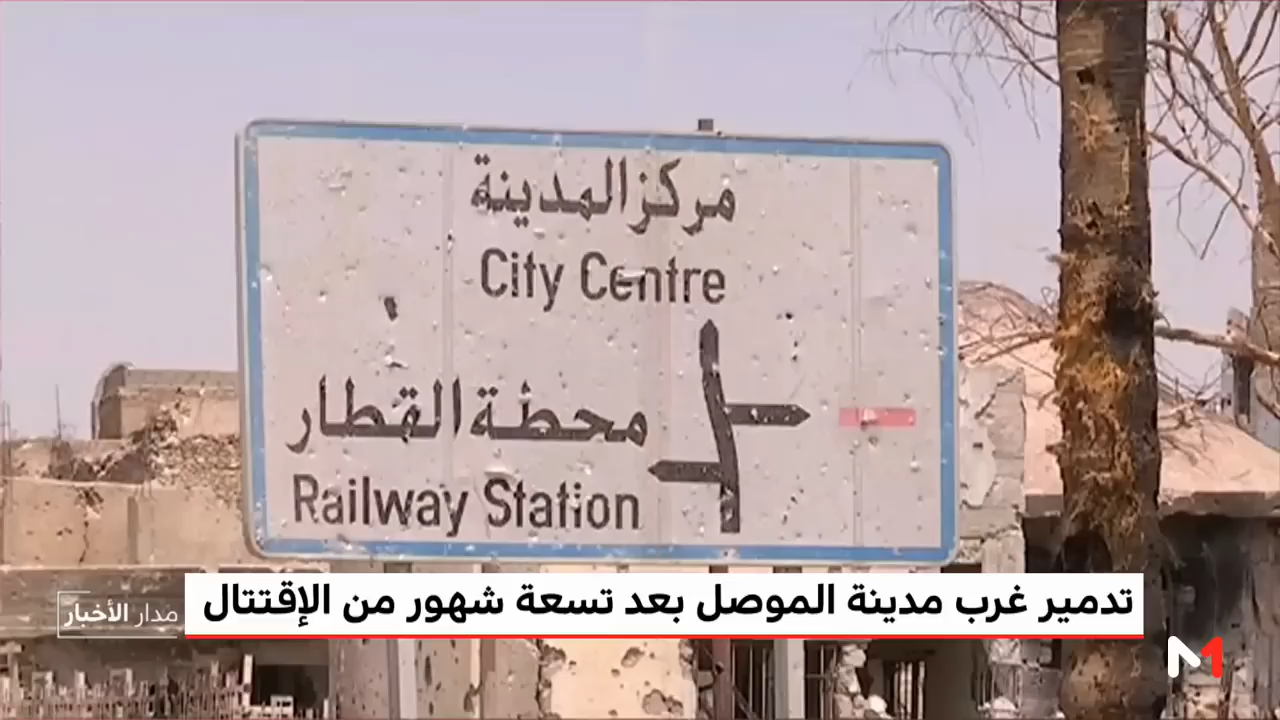 مركز المدينة
City Centre
محطة القطار
Railway Station
تدمير غرب مدينة الموصل بعد تسعة شهور من الإقتتال
مدار الأخبار
M1